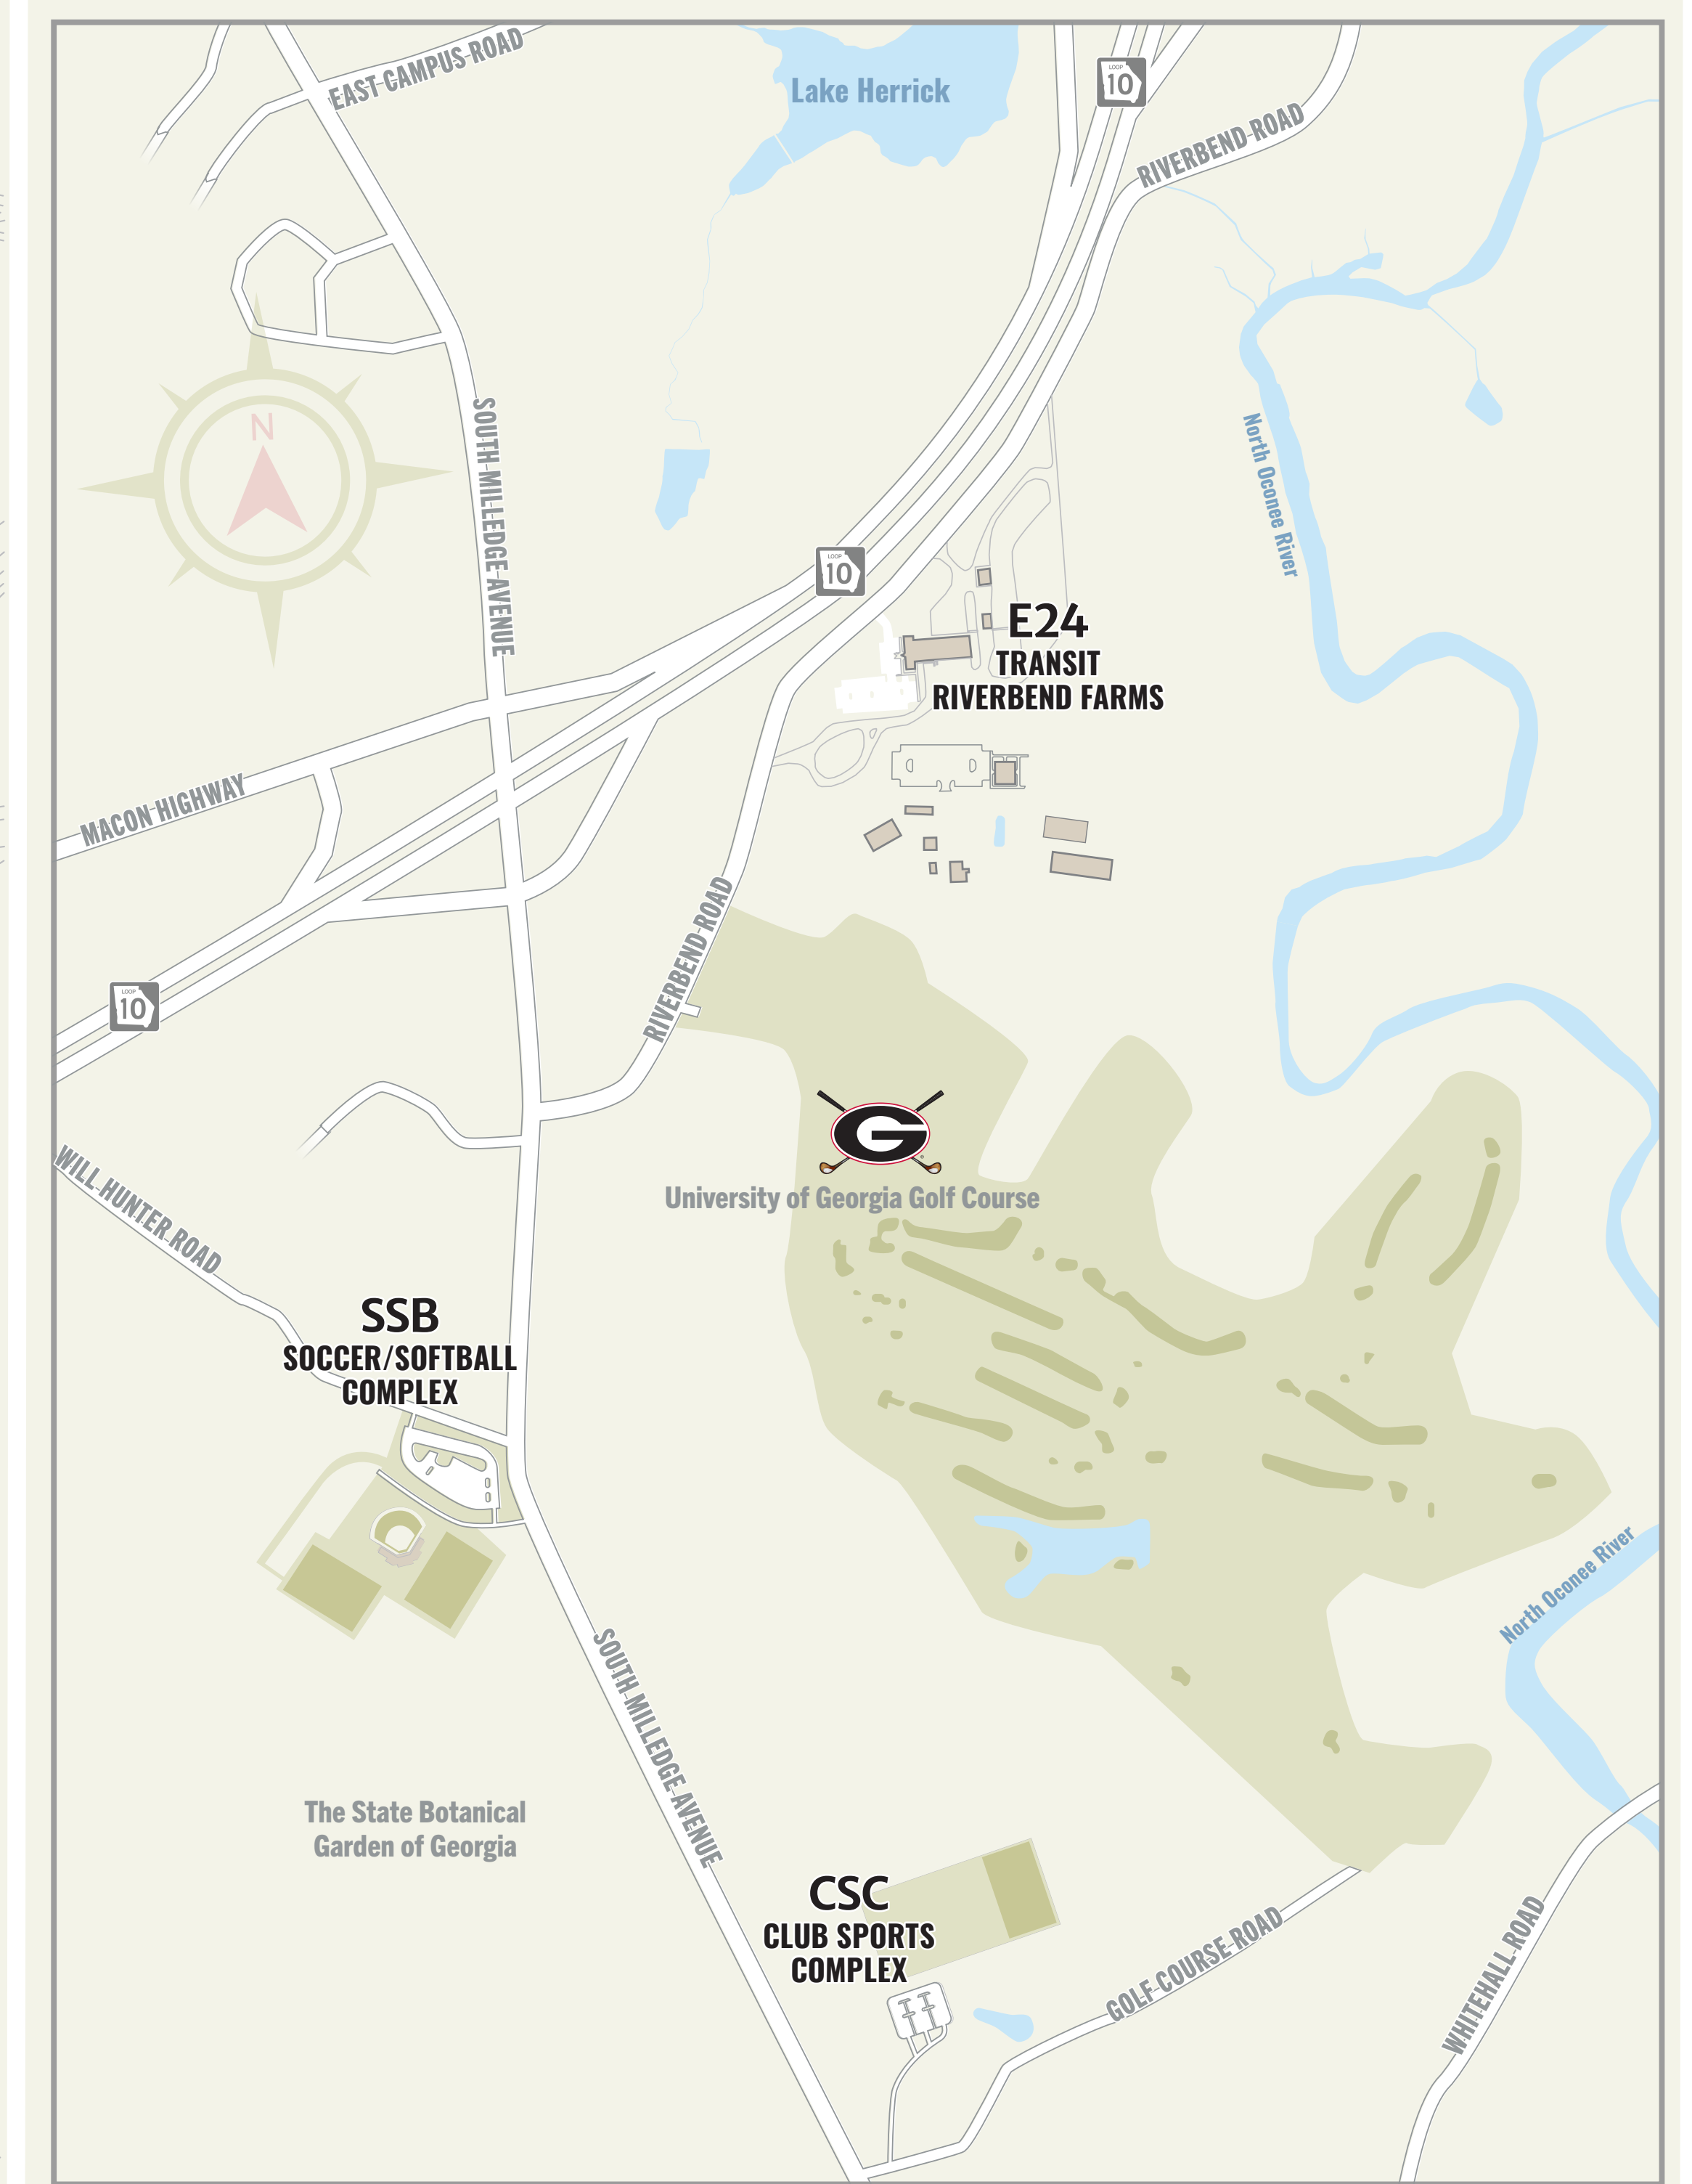 EAST CAMPUS ROAD
Lake Herrick
LOOP
10
RIVERBEND ROAD
N
SOUTH MILLEDGE AVENUE
North Oconee River
LOOP
10
E24
TRANSIT
RIVERBEND FARMS
MACON HIGHWAY
RIVERBEND ROAD
LOOP
10
G
University of Georgia Golf Course
WILL HUNTER ROAD
SSB
SOCCER/SOFTBALL
COMPLEX
North Oconee River
SOUTH MILLEDGE AVENUE
The State Botanical
Garden of Georgia
CSC
CLUB SPORTS
COMPLEX
GOLF COURSE ROAD
WHITEHALL ROAD